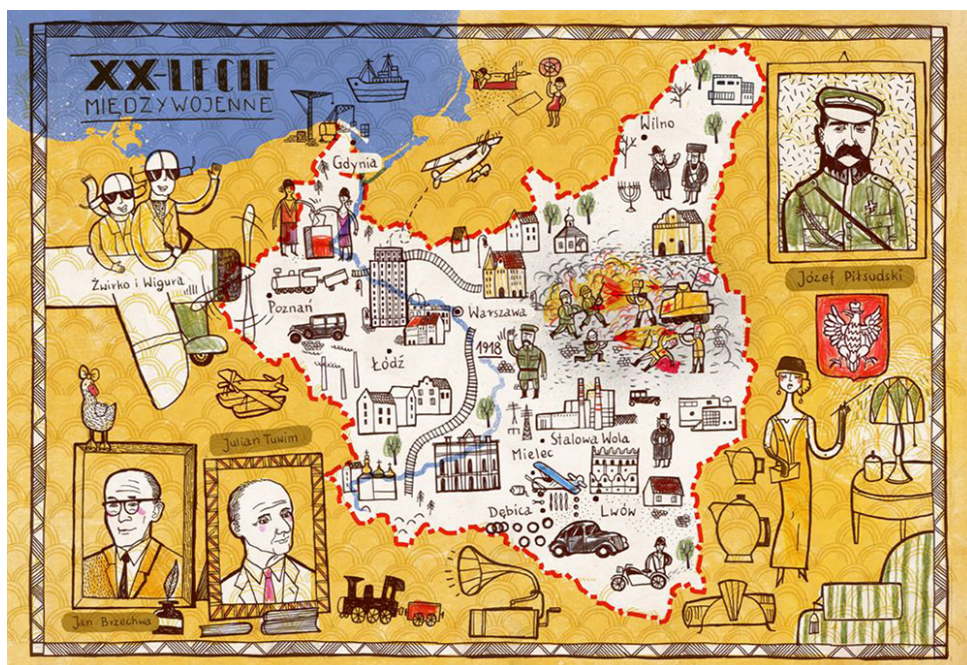 XX-LECIE
MIĘDZYWOJENNE
Wilno
Gdynia
Żwirko i Wigura
Józef Piłsudski
Poznań
Warszawa
1918
Łódź
Julian Tuwim
Stalowa Wola
Mielec
Dębica
Lwów
Jan Brzechwa